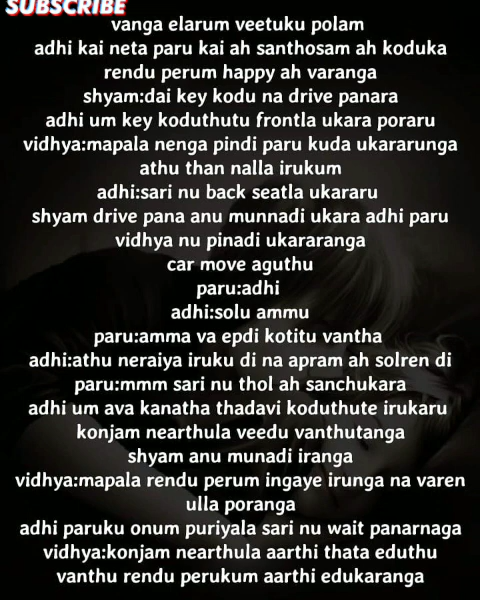 SUBSCRIBE
vanga elarum veetuku polam
adhi kai neta paru kai ah santhosam ah koduka
rendu perum happy ah varanga
shyam:dai key kodu na drive panara
adhi um key koduthutu frontla ukara poraru
vidhya:mapala nenga pindi paru kuda ukararunga
athu than nalla irukum
adhi:sari nu back seatla ukararu
shyam drive pana anu munnadi ukara adhi paru
vidhya nu pinadi ukararanga
car move aguthu
paru:adhi
adhi:solu ammu
paru:amma va epdi kotitu vantha
adhi:athu neraiya iruku di na apram ah solren di
paru:mmm sari nu thol ah sanchukara
adhi um ava kanatha thadavi koduthute irukaru
konjam nearthula veedu vanthutanga
shyam anu munadi iranga
vidhya:mapala rendu perum ingaye irunga na varen
ulla poranga
adhi paruku onum puriyala sari nu wait panarnaga
vidhya:konjam nearthula aarthi thata eduthu
vanthu rendu perukum aarthi edukaranga